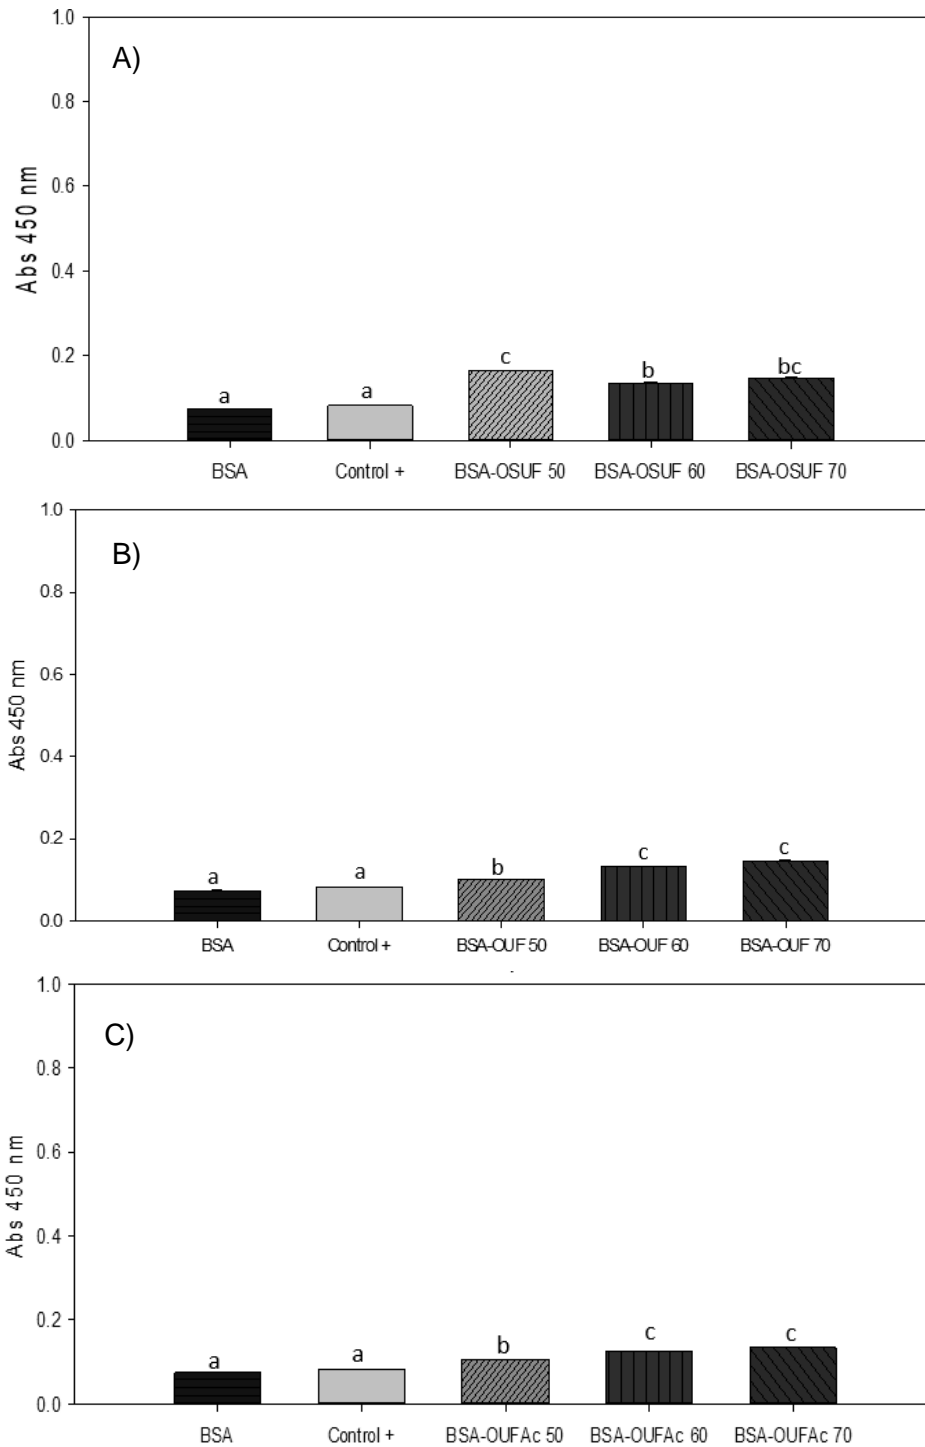 A)
Abs 450 nm
1.0
0.8
0.6
0.4
0.2
0.0
a
a
c
b
bc
BSA
Control +
BSA-OSUF 50
BSA-OSUF 60
BSA-OSUF 70
B)
Abs 450 nm
1.0
0.8
0.6
0.4
0.2
0.0
a
a
b
c
c
BSA
Control +
BSA-OUF 50
BSA-OUF 60
BSA-OUF 70
C)
Abs 450 nm
1.0
0.8
0.6
0.4
0.2
0.0
a
a
b
c
c
BSA
Control +
BSA-OUFAc 50
BSA-OUFAc 60
BSA-OUFAc 70